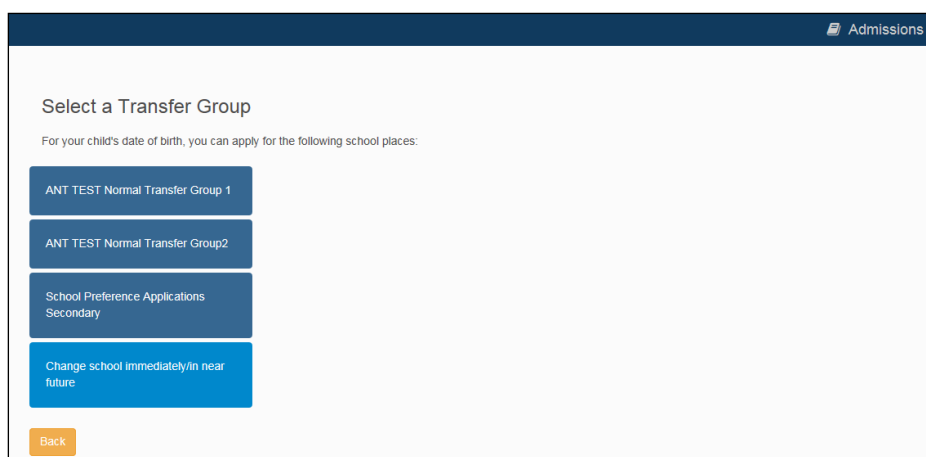 Admissions
Select a Transfer Group
For your child's date of birth, you can apply for the following school places:
ANT TEST Normal Transfer Group 1
ANT TEST Normal Transfer Group2
School Preference Applications
Secondary
Change school immediately/in near
future
Back